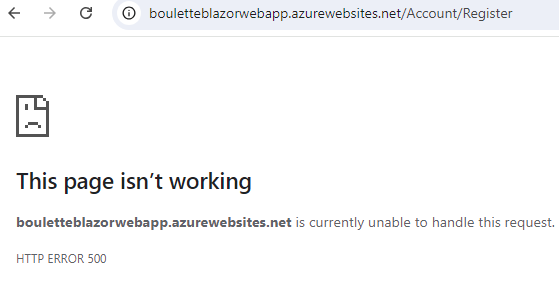 bouletteblazorwebapp.azurewebsites.net/Account/Register
This page isn’t working
bouletteblazorwebapp.azurewebsites.net is currently unable to handle this request.
HTTP ERROR 500